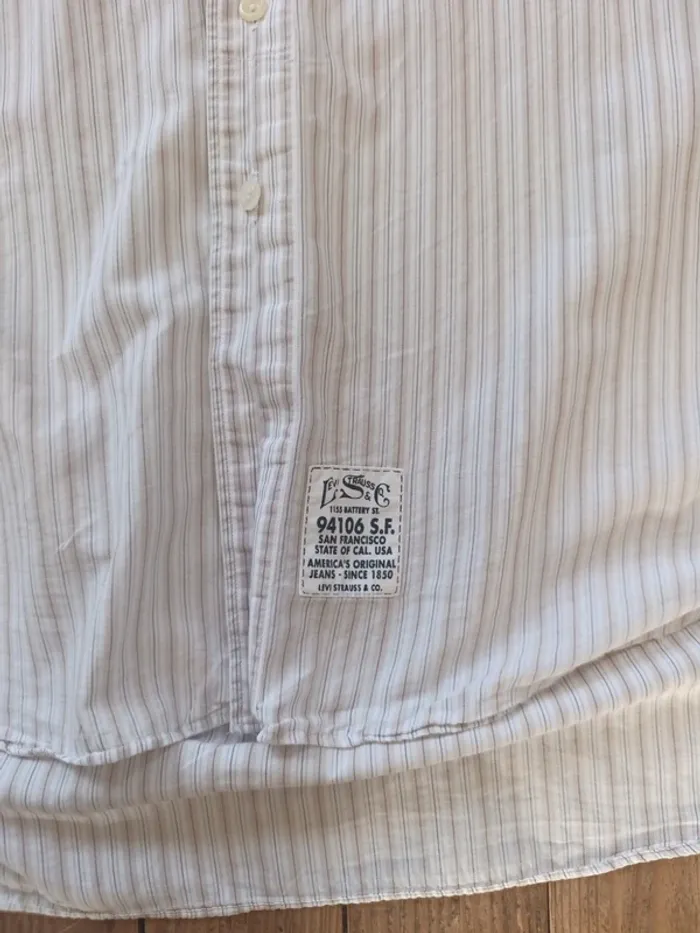 Levi Strauss & Co
1155 BATTERY ST.
94106 S.F.
SAN FRANCISCO
STATE OF CAL. USA
AMERICA'S ORIGINAL
JEANS - SINCE 1850
LEVI STRAUSS & CO.